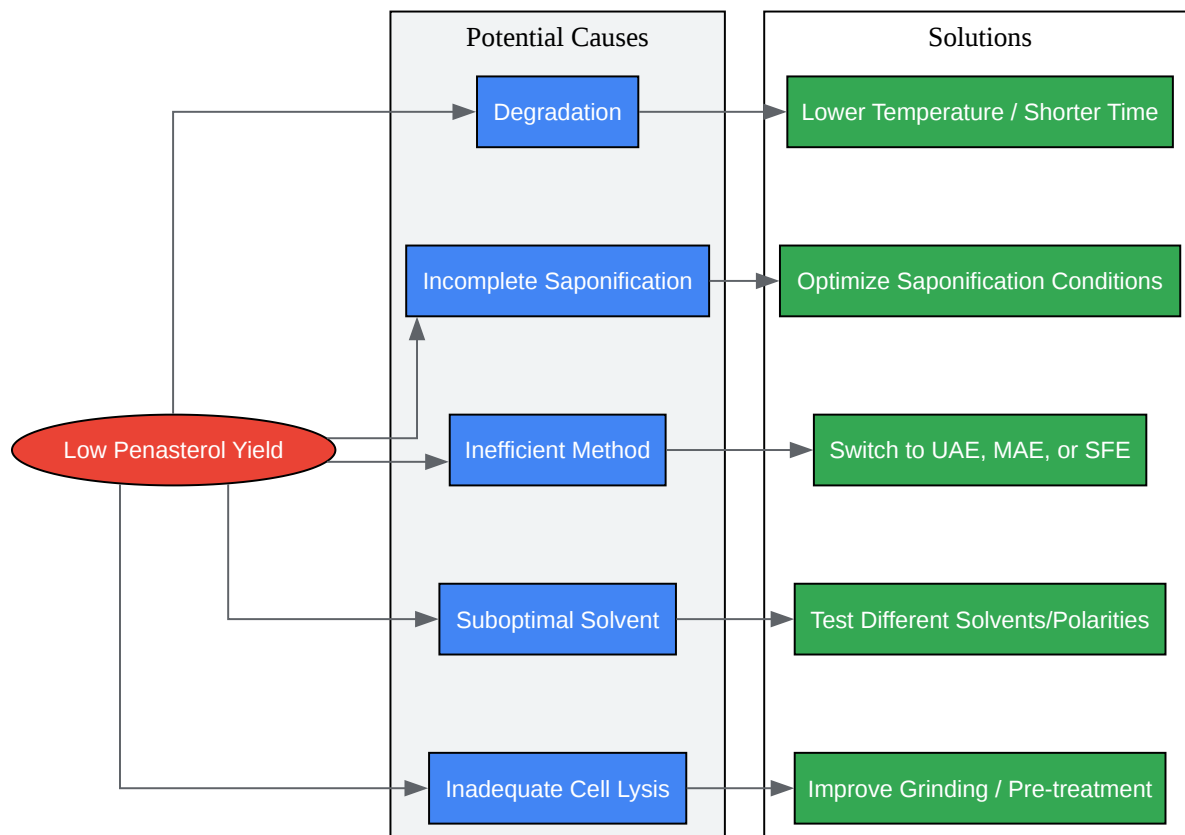 Potential Causes
Solutions
Degradation
Lower Temperature / Shorter Time
Incomplete Saponification
Optimize Saponification Conditions
Low Penasterol Yield
Inefficient Method
Switch to UAE, MAE, or SFE
Suboptimal Solvent
Test Different Solvents/Polarities
Inadequate Cell Lysis
Improve Grinding / Pre-treatment